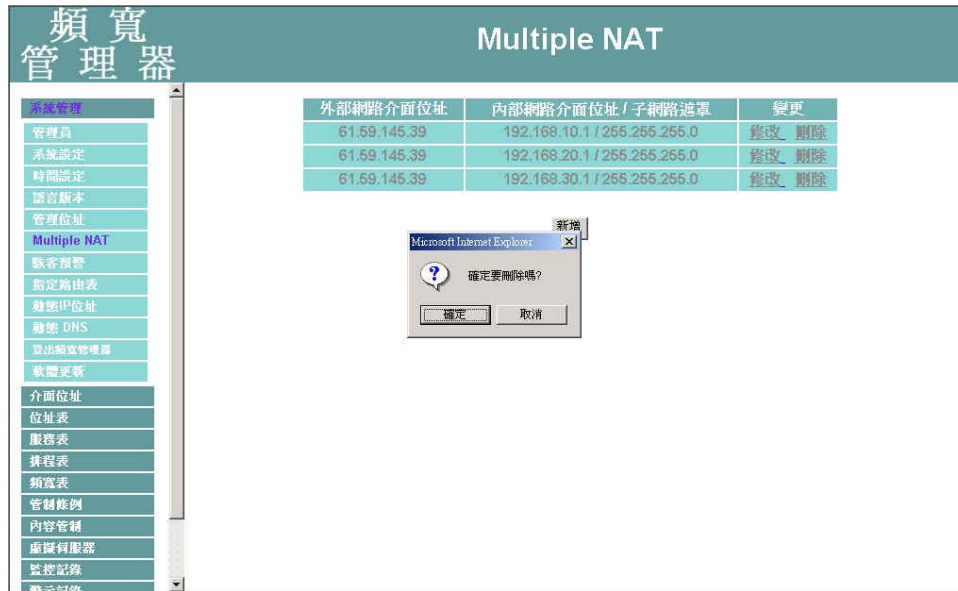 頻 寬
管 理 器
Multiple NAT
系統管理
管理員
系統設定
時間設定
語言版本
管理位址
Multiple NAT
駭客預警
指定路由表
動態IP位址
動態 DNS
登出頻寬管理器
軟體更新
介面位址
位址表
服務表
排程表
頻寬表
管制條例
內容管制
虛擬伺服器
監控記錄
警示記錄
外部網路介面位址 內部網路介面位址 / 子網路遮罩 變更
61.59.145.39 192.168.10.1 / 255.255.255.0 修改 刪除
61.59.145.39 192.168.20.1 / 255.255.255.0 修改 刪除
61.59.145.39 192.168.30.1 / 255.255.255.0 修改 刪除
新增
Microsoft Internet Explorer
確定要刪除嗎?
確定 取消